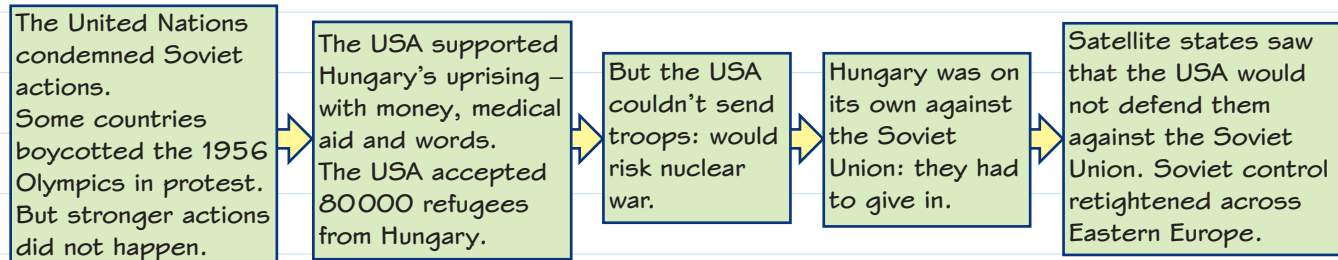 The United Nations
condemned Soviet
actions.
Some countries
boycotted the 1956
Olympics in protest.
But stronger actions
did not happen.
The USA supported
Hungary's uprising –
with money, medical
aid and words.
The USA accepted
80000 refugees
from Hungary.
But the USA
couldn't send
troops: would
risk nuclear
war.
Hungary was on
its own against
the Soviet
Union: they had
to give in.
Satellite states saw
that the USA would
not defend them
against the Soviet
Union. Soviet control
retightened across
Eastern Europe.